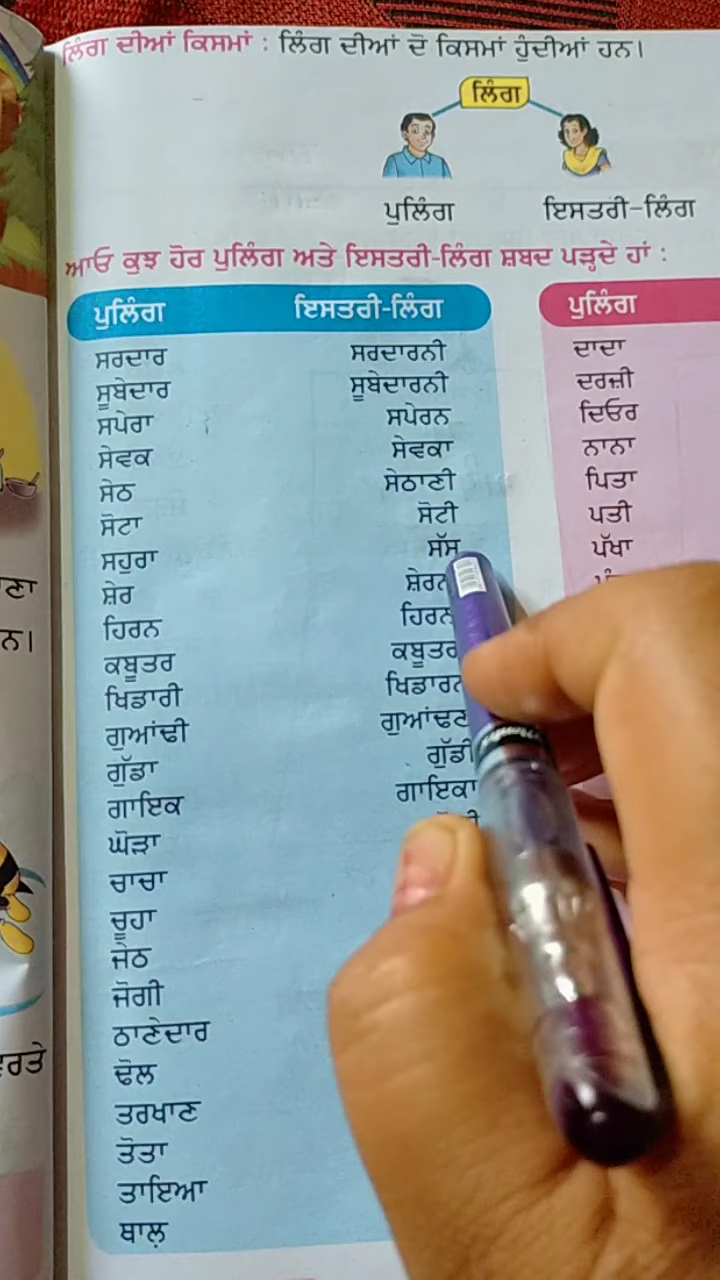 ਲਿੰਗ ਦੀਆਂ ਕਿਸਮਾਂ : ਲਿੰਗ ਦੀਆਂ ਦੋ ਕਿਸਮਾਂ ਹੁੰਦੀਆਂ ਹਨ।
ਲਿੰਗ
ਪੁਲਿੰਗ ਇਸਤਰੀ-ਲਿੰਗ
ਆਓ ਕੁਝ ਹੋਰ ਪੁਲਿੰਗ ਅਤੇ ਇਸਤਰੀ-ਲਿੰਗ ਸ਼ਬਦ ਪੜ੍ਹਦੇ ਹਾਂ :
ਪੁਲਿੰਗ ਇਸਤਰੀ-ਲਿੰਗ ਪੁਲਿੰਗ
ਸਰਦਾਰ ਸਰਦਾਰਨੀ ਦਾਦਾ
ਸੂਬੇਦਾਰ ਸੂਬੇਦਾਰਨੀ ਦਰਜ਼ੀ
ਸਪੇਰਾ ਸਪੇਰਨ ਦਿਓਰ
ਸੇਵਕ ਸੇਵਕਾ ਨਾਨਾ
ਸੇਠ ਸੇਠਾਣੀ ਪਿਤਾ
ਸੋਟਾ ਸੋਟੀ ਪਤੀ
ਸਹੁਰਾ ਸੱਸ ਪੱਖਾ
ਸ਼ੇਰ
ਹਿਰਨ
ਕਬੂਤਰ
ਖਿਡਾਰੀ
ਗੁਆਂਢੀ ਗੁਆਂਢਣ
ਗੁੱਡਾ ਗੁੱਡੀ
ਗਾਇਕ ਗਾਇਕਾ
ਘੋੜਾ
ਚਾਚਾ
ਚੂਹਾ
ਜੇਠ
ਜੋਗੀ
ਠਾਣੇਦਾਰ
ਢੋਲ
ਤਰਖਾਣ
ਤੋਤਾ
ਤਾਇਆ
ਥਾਲ਼